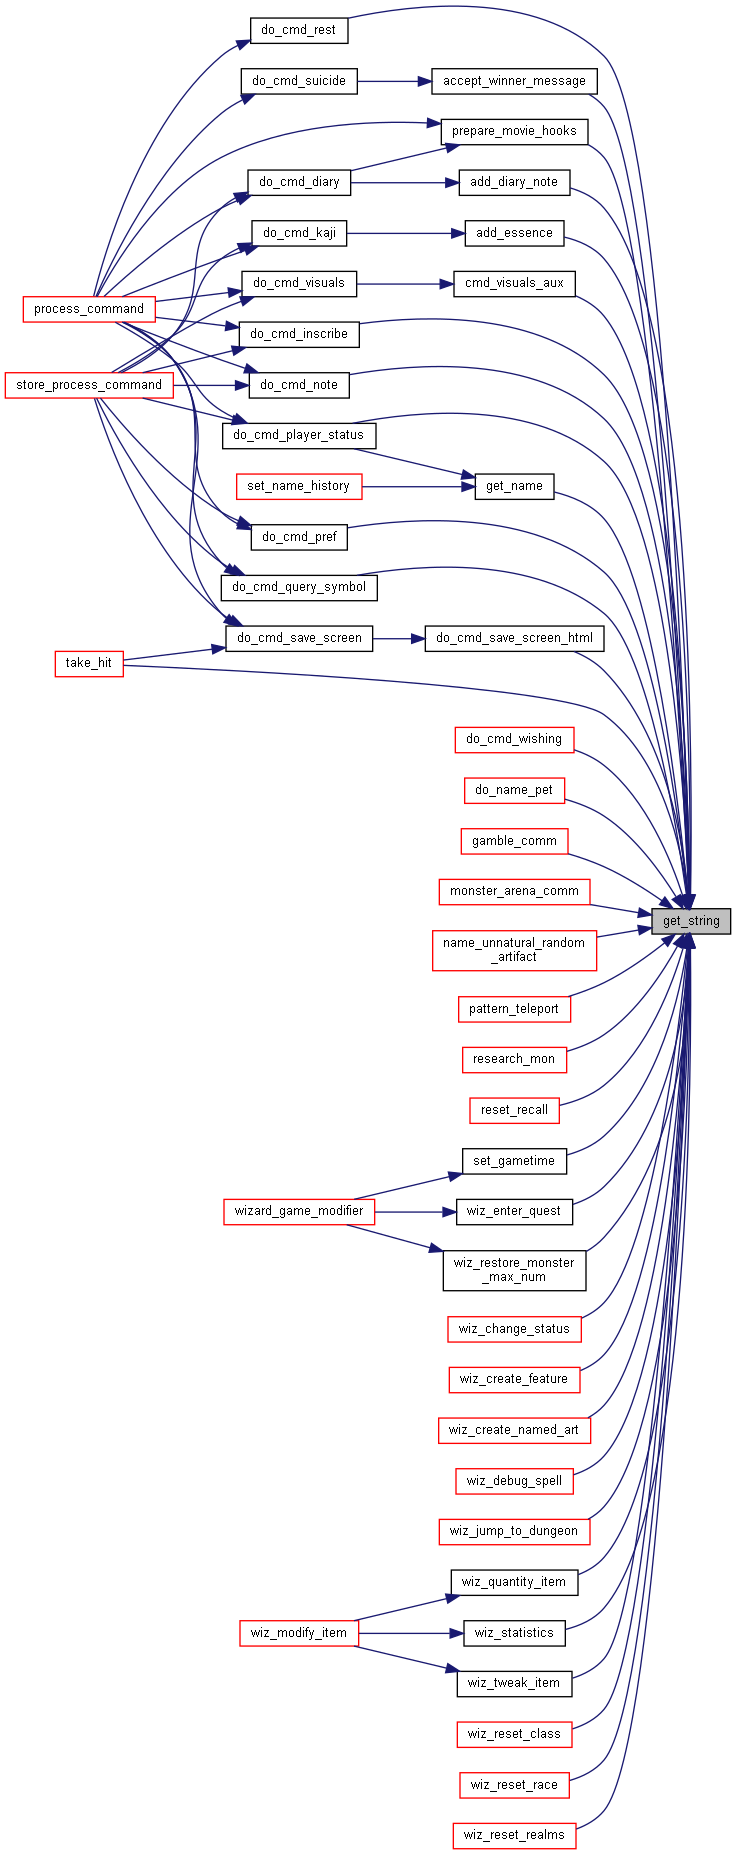 do_cmd_rest
do_cmd_suicide
accept_winner_message
prepare_movie_hooks
do_cmd_diary
add_diary_note
do_cmd_kaji
add_essence
do_cmd_visuals
cmd_visuals_aux
process_command
do_cmd_inscribe
store_process_command
do_cmd_note
do_cmd_player_status
set_name_history
get_name
do_cmd_pref
do_cmd_query_symbol
do_cmd_save_screen
do_cmd_save_screen_html
take_hit
do_cmd_wishing
do_name_pet
gamble_comm
monster_arena_comm
get_string
name_unnatural_random
_artifact
pattern_teleport
research_mon
reset_recall
set_gametime
wizard_game_modifier
wiz_enter_quest
wiz_restore_monster
_max_num
wiz_change_status
wiz_create_feature
wiz_create_named_art
wiz_debug_spell
wiz_jump_to_dungeon
wiz_quantity_item
wiz_modify_item
wiz_statistics
wiz_tweak_item
wiz_reset_class
wiz_reset_race
wiz_reset_realms